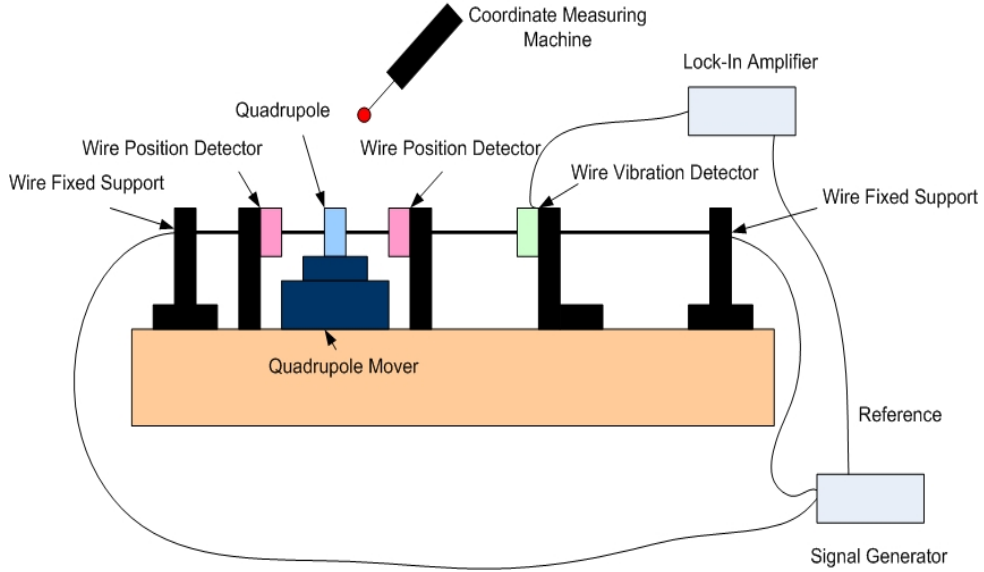 Coordinate Measuring
Machine
Lock-In Amplifier
Quadrupole
Wire Position Detector
Wire Position Detector
Wire Vibration Detector
Wire Fixed Support
Wire Fixed Support
Quadrupole Mover
Reference
Signal Generator